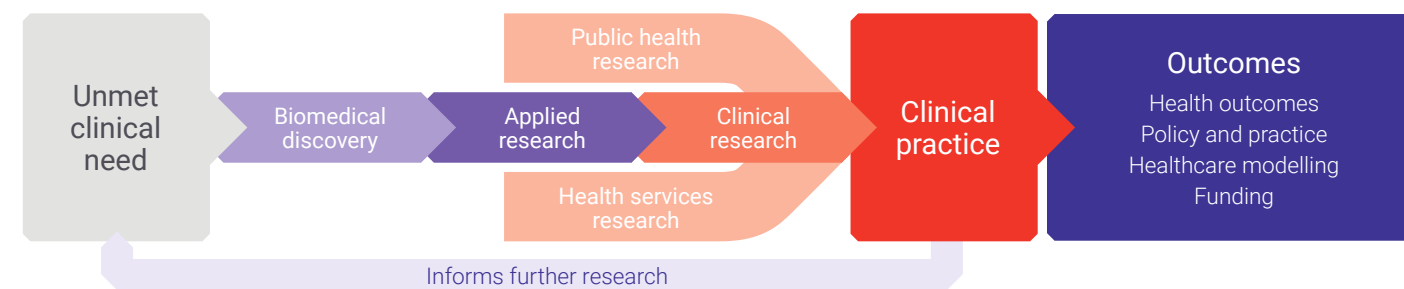 Unmet
clinical
need
Biomedical
discovery
Applied
research
Public health
research
Clinical
research
Health services
research
Clinical
practice
Outcomes
Health outcomes
Policy and practice
Healthcare modelling
Funding
Informs further research